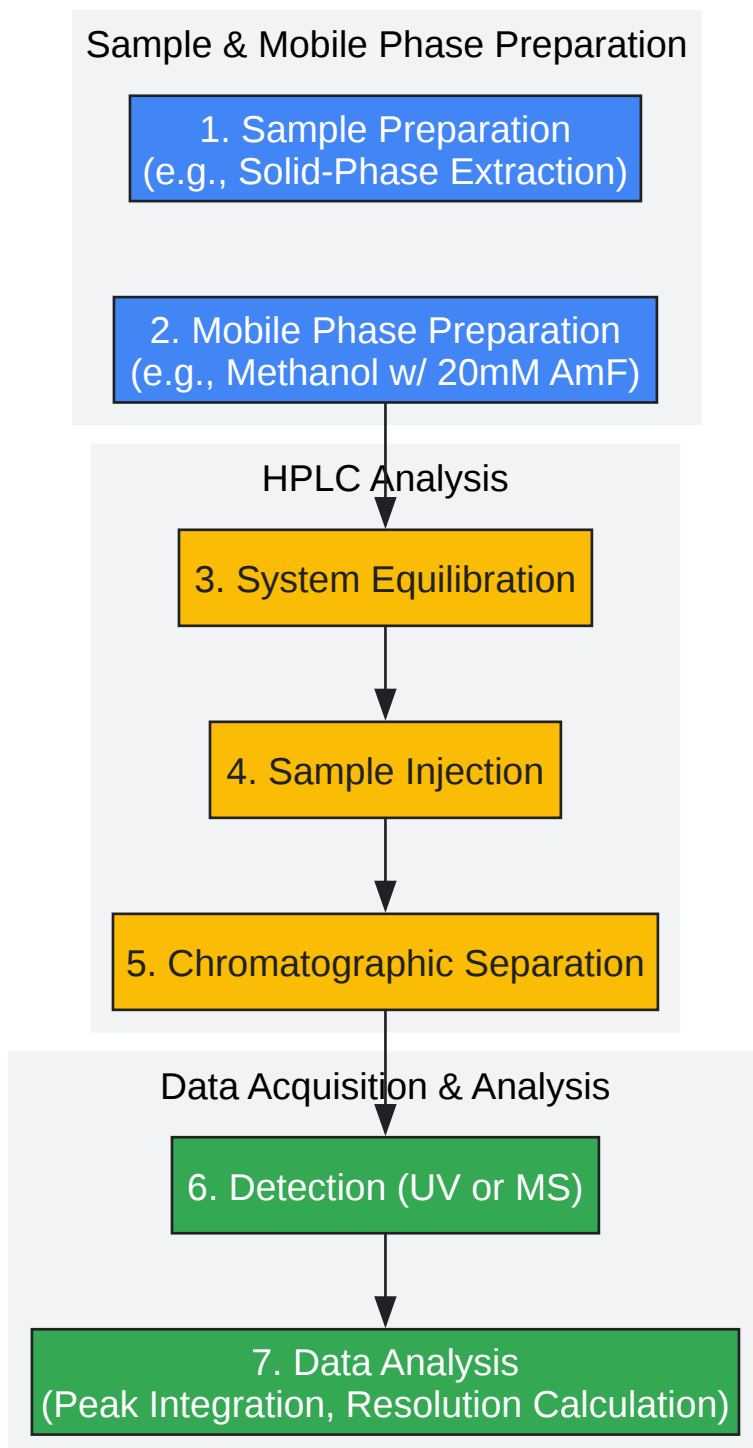 Sample & Mobile Phase Preparation
1. Sample Preparation
(e.g., Solid-Phase Extraction)
2. Mobile Phase Preparation
(e.g., Methanol w/ 20mM AmF)
HPLC Analysis
3. System Equilibration
4. Sample Injection
5. Chromatographic Separation
Data Acquisition & Analysis
6. Detection (UV or MS)
7. Data Analysis
(Peak Integration, Resolution Calculation)